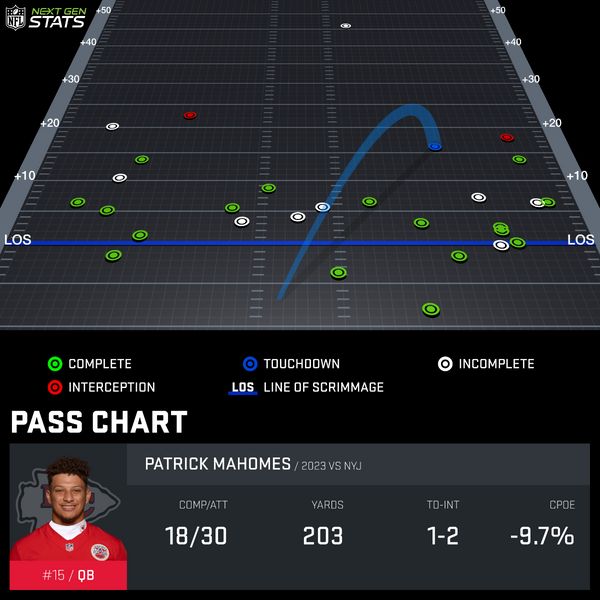 NFL NEXT GEN STATS
+50 +50
+40 +40
+30 +30
+20 +20
+10 +10
LOS LOS
COMPLETE TOUCHDOWN INCOMPLETE
INTERCEPTION LOS LINE OF SCRIMMAGE
PASS CHART
PATRICK MAHOMES / 2023 VS NYJ
COMP/ATT YARDS TD-INT CPOE
18/30 203 1-2 -9.7%
#15 / QB